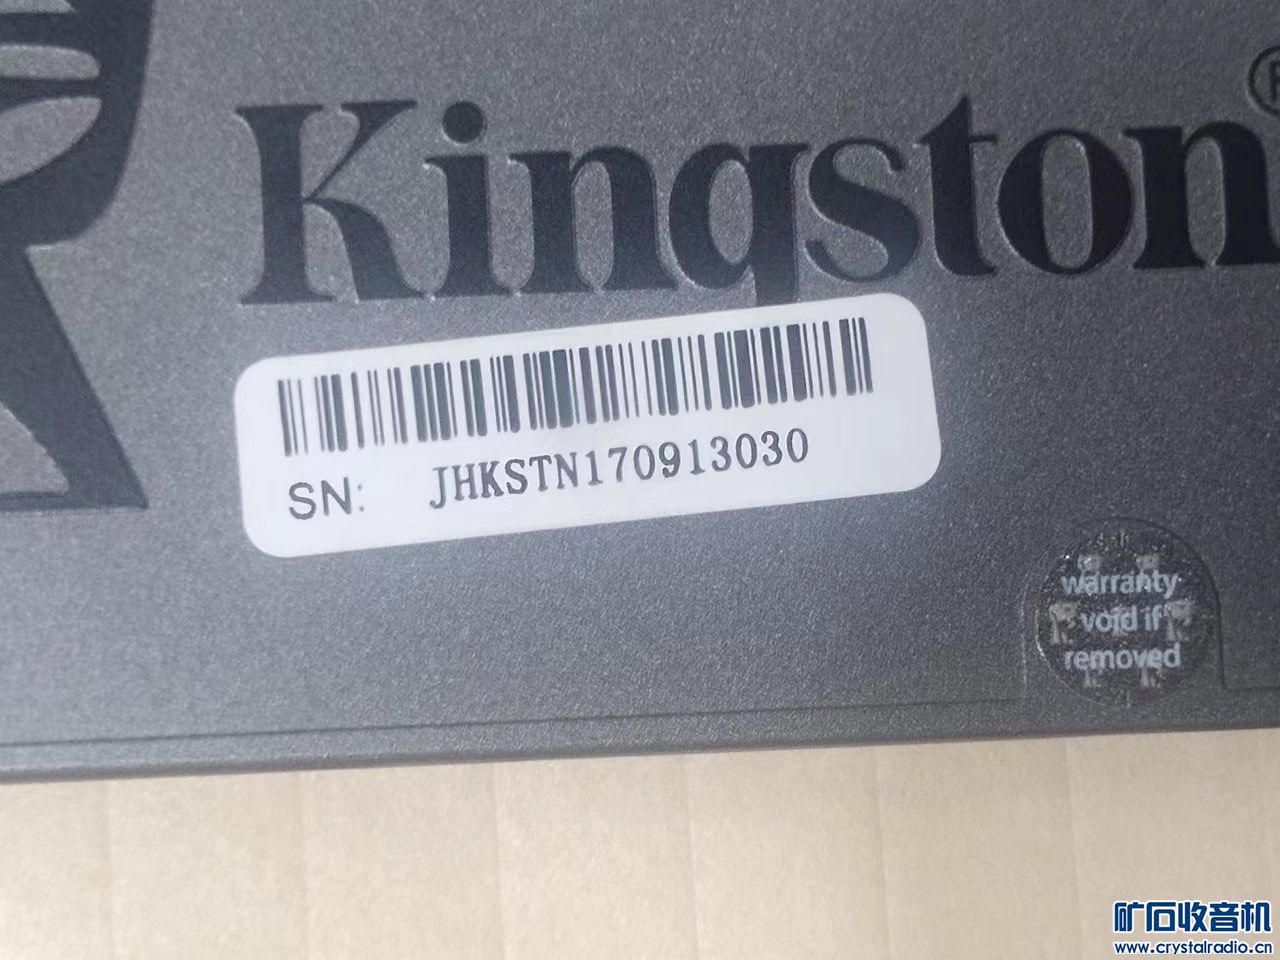 Kingston®
SN: JHKSTN170913030
warranty
void if
removed
矿石收音机
www.crystalradio.cn